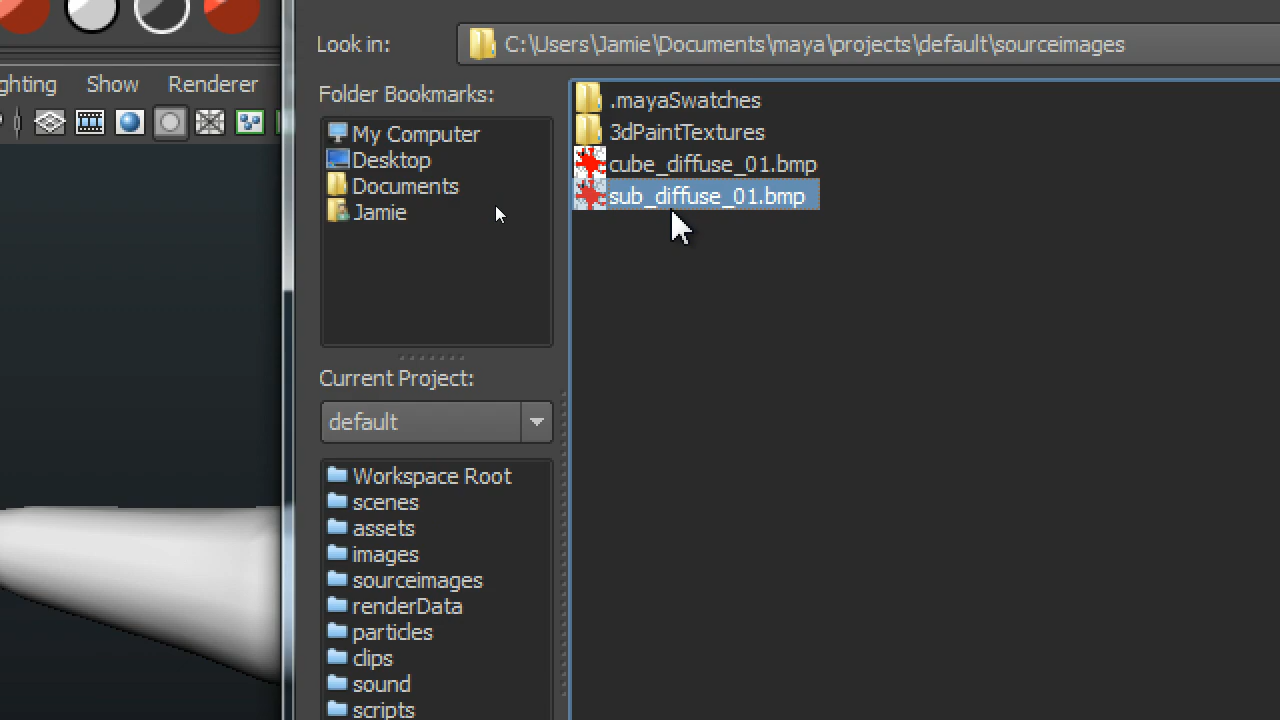 Look in:
C:\Users\Jamie\Documents\maya\projects\default\sourceimages
ghting Show Renderer
Folder Bookmarks:
My Computer
Desktop
Documents
Jamie
.mayaSwatches
3dPaintTextures
cube_diffuse_01.bmp
sub_diffuse_01.bmp
Current Project:
default
Workspace Root
scenes
assets
images
sourceimages
renderData
particles
clips
sound
scripts